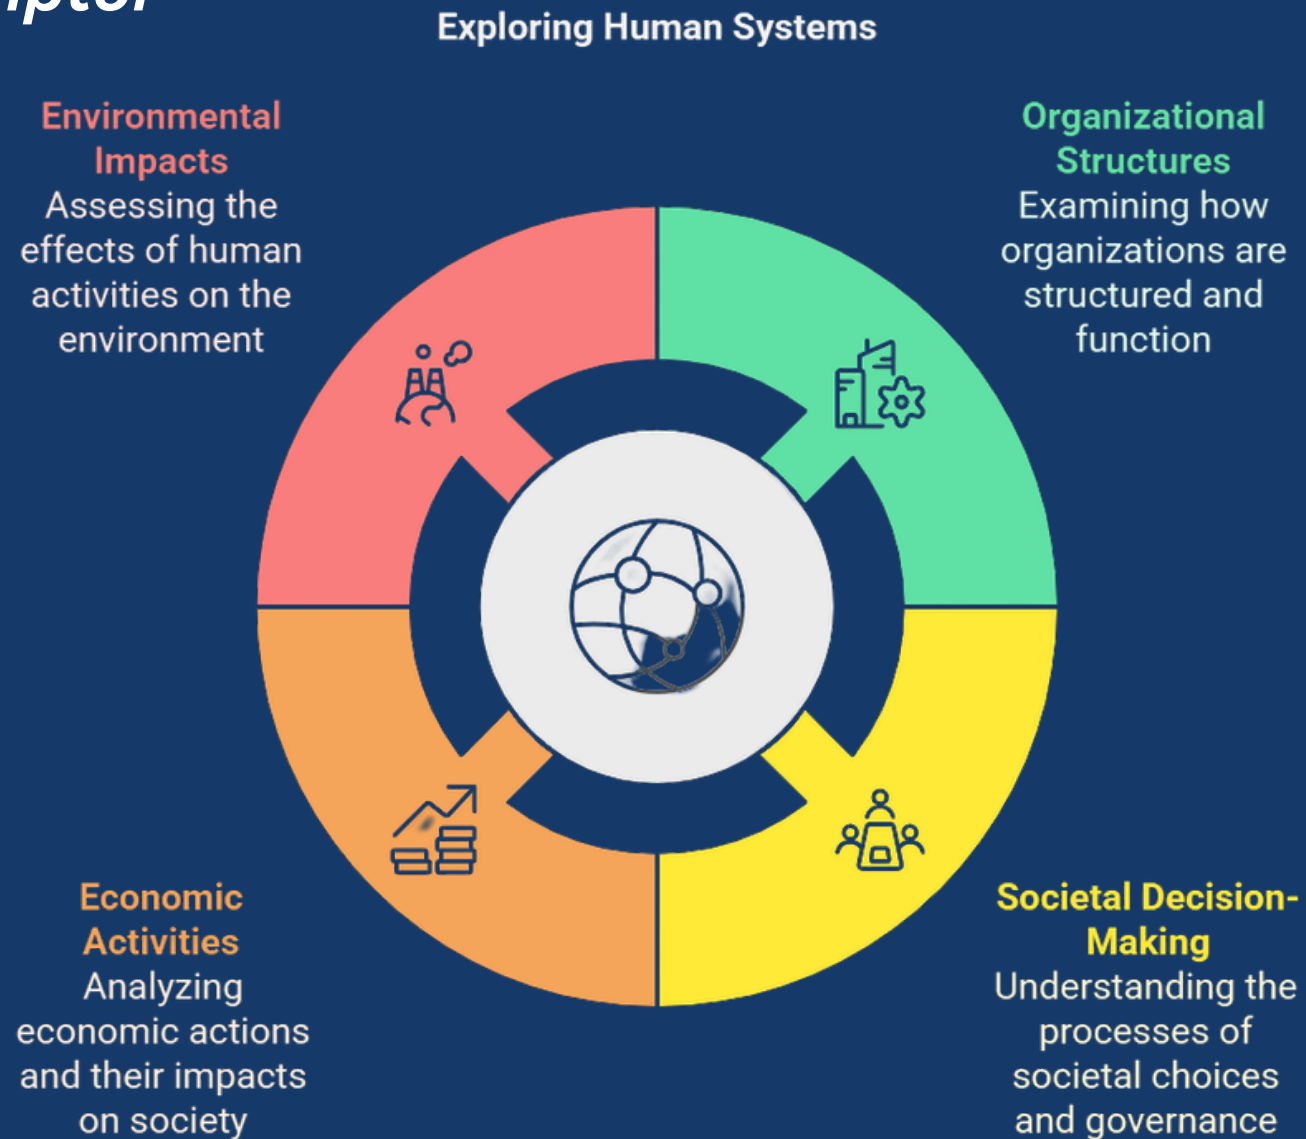 Exploring Human Systems
Environmental
Impacts
Assessing the
effects of human
activities on the
environment
Organizational
Structures
Examining how
organizations are
structured and
function
Economic
Activities
Analyzing
economic actions
and their impacts
on society
Societal Decision-
Making
Understanding the
processes of
societal choices
and governance